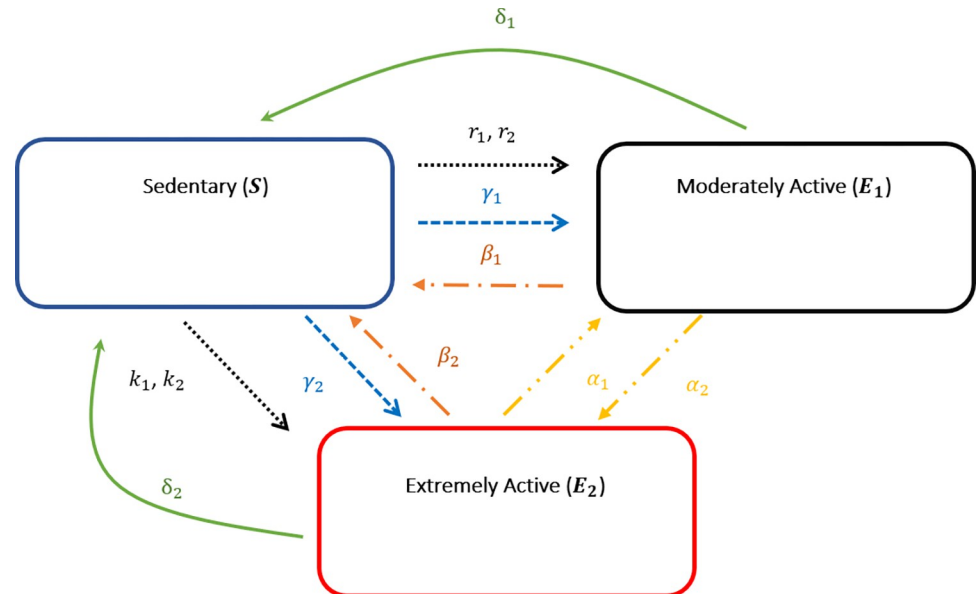 δ₁
r₁, r₂
Sedentary (S)
Moderately Active (E₁)
γ₁
β₁
k₁, k₂
γ₂
β₂
α₁
α₂
Extremely Active (E₂)
δ₂